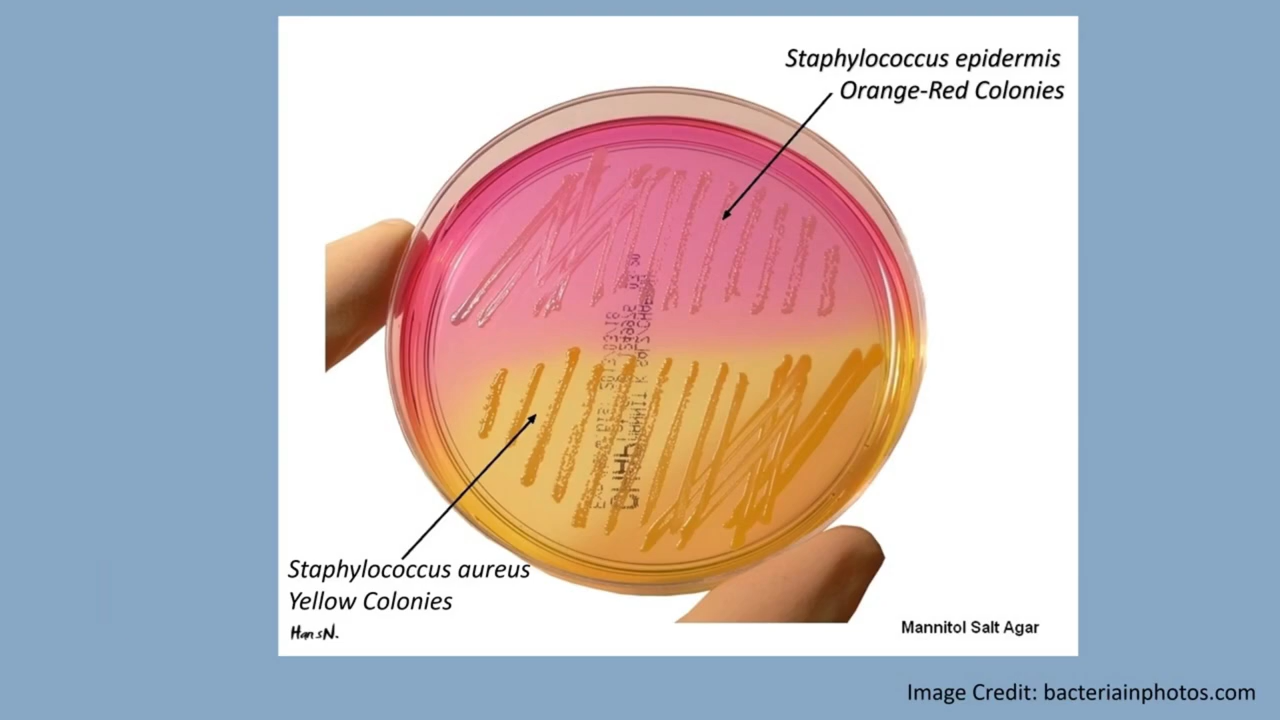 Staphylococcus epidermis
Orange-Red Colonies
Staphylococcus aureus
Yellow Colonies
HansN.
Mannitol Salt Agar
Image Credit: bacteriainphotos.com